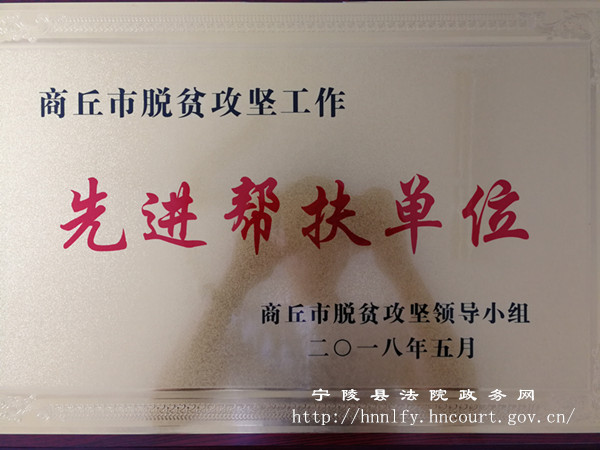 商丘市脱贫攻坚工作
先进帮扶单位
商丘市脱贫攻坚领导小组
二〇一八年五月
宁陵县法院政务网
http://hnnlfy.hncourt.gov.cn/